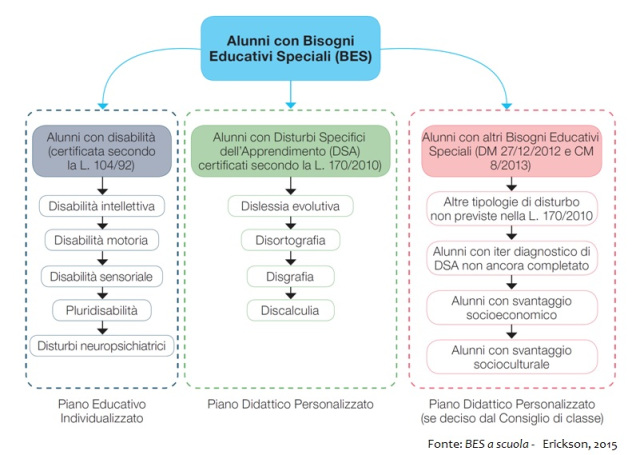 Alunni con Bisogni
Educativi Speciali (BES)
Alunni con disabilità
(certificata secondo
la L. 104/92)
Disabilità intellettiva
Disabilità motoria
Disabilità sensoriale
Pluridisabilità
Disturbi neuropsichiatrici
Piano Educativo
Individualizzato
Alunni con Disturbi Specifici
dell'Apprendimento (DSA)
certificati secondo la L. 170/2010)
Dislessia evolutiva
Disortografia
Disgrafia
Discalculia
Piano Didattico Personalizzato
Alunni con altri Bisogni Educativi
Speciali (DM 27/12/2012 e CM
8/2013)
Altre tipologie di disturbo
non previste nella L. 170/2010
Alunni con iter diagnostico di
DSA non ancora completato
Alunni con svantaggio
socioeconomico
Alunni con svantaggio
socioculturale
Piano Didattico Personalizzato
(se deciso dal Consiglio di classe)
Fonte: BES a scuola - Erickson, 2015